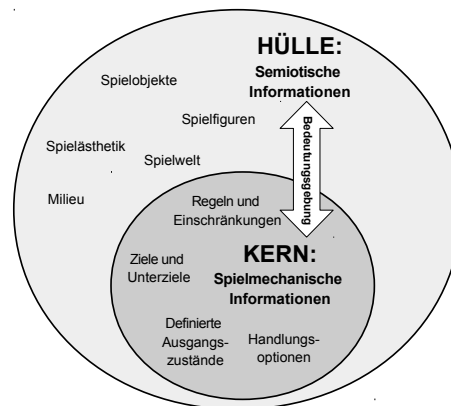 HÜLLE:
Semiotische
Informationen
Spielobjekte
Spielfiguren
Spielästhetik
Spielwelt
Milieu
Bedeutungsgebung
Regeln und
Einschränkungen
KERN:
Spielmechanische
Informationen
Ziele und
Unterziele
Definierte
Ausgangs-
zustände
Handlungs-
optionen